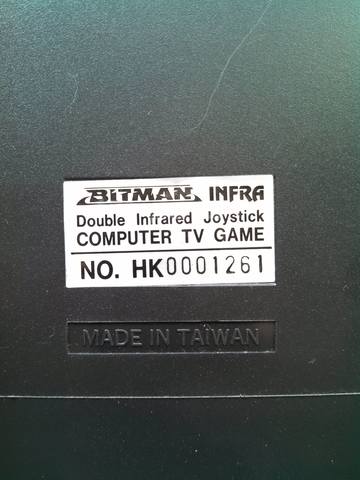 BITMAN INFRA
Double Infrared Joystick
COMPUTER TV GAME
NO. HK0001261
MADE IN TAIWAN